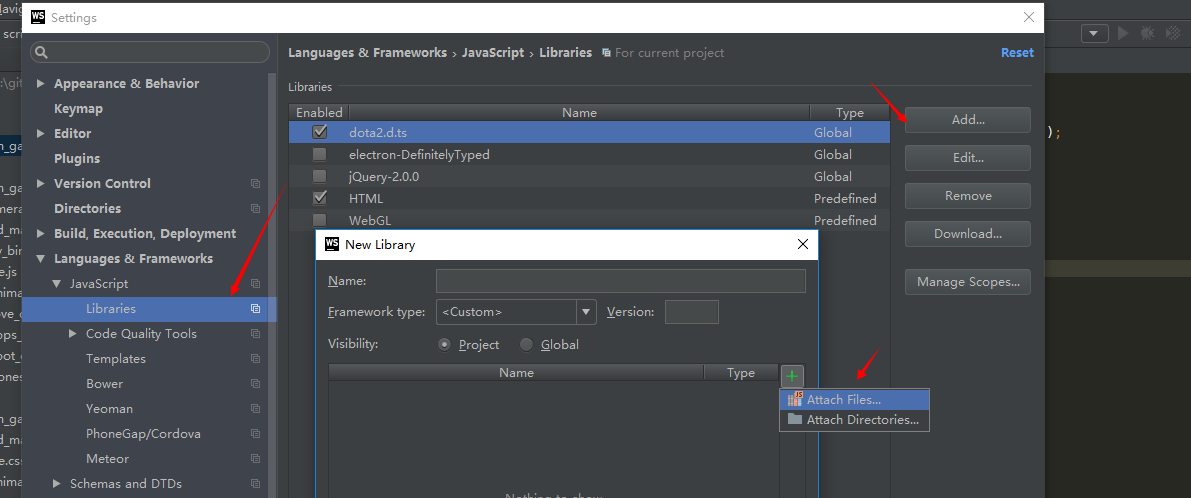 Navig
WS Settings
scri
Languages & Frameworks › JavaScript › Libraries For current project
Reset
Appearance & Behavior
Keymap
Editor
Plugins
Version Control
Directories
Build, Execution, Deployment
Languages & Frameworks
JavaScript
Libraries
Code Quality Tools
Templates
Bower
Yeoman
PhoneGap/Cordova
Meteor
Schemas and DTDs
Libraries
Enabled Name Type
dota2.d.ts Global
electron-DefinitelyTyped Global
jQuery-2.0.0 Global
HTML Predefined
WebGL Predefined
Add...
Edit...
Remove
Download...
Manage Scopes...
);
WS New Library
Name:
Framework type: <Custom> Version:
Visibility: Project Global
Name Type
Attach Files...
Attach Directories...
Nothing to show